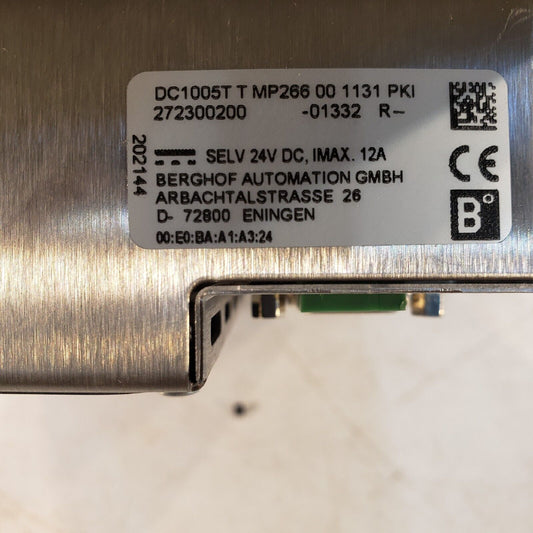 DC1005T T MP266 00 1131 PKI
272300200 -01332 R--
202144
SELV 24V DC, IMAX. 12A
BERGHOF AUTOMATION GMBH
ARBACHTALSTRASSE 26
D- 72800 ENINGEN
00:E0:BA:A1:A3:24
CE
B°